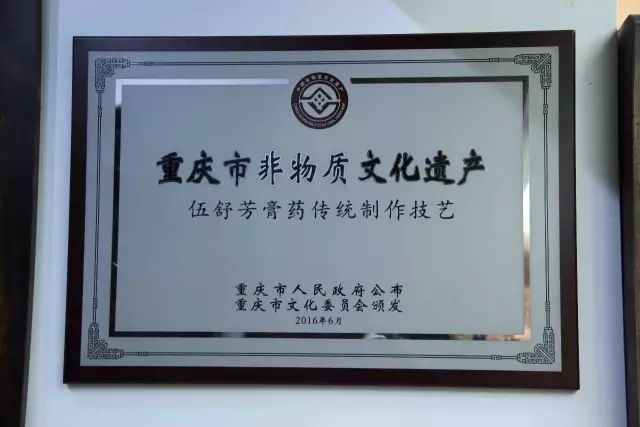 重庆市非物质文化遗产
伍舒芳膏药传统制作技艺
重庆市人民政府公布
重庆市文化委员会颁发
2016年6月